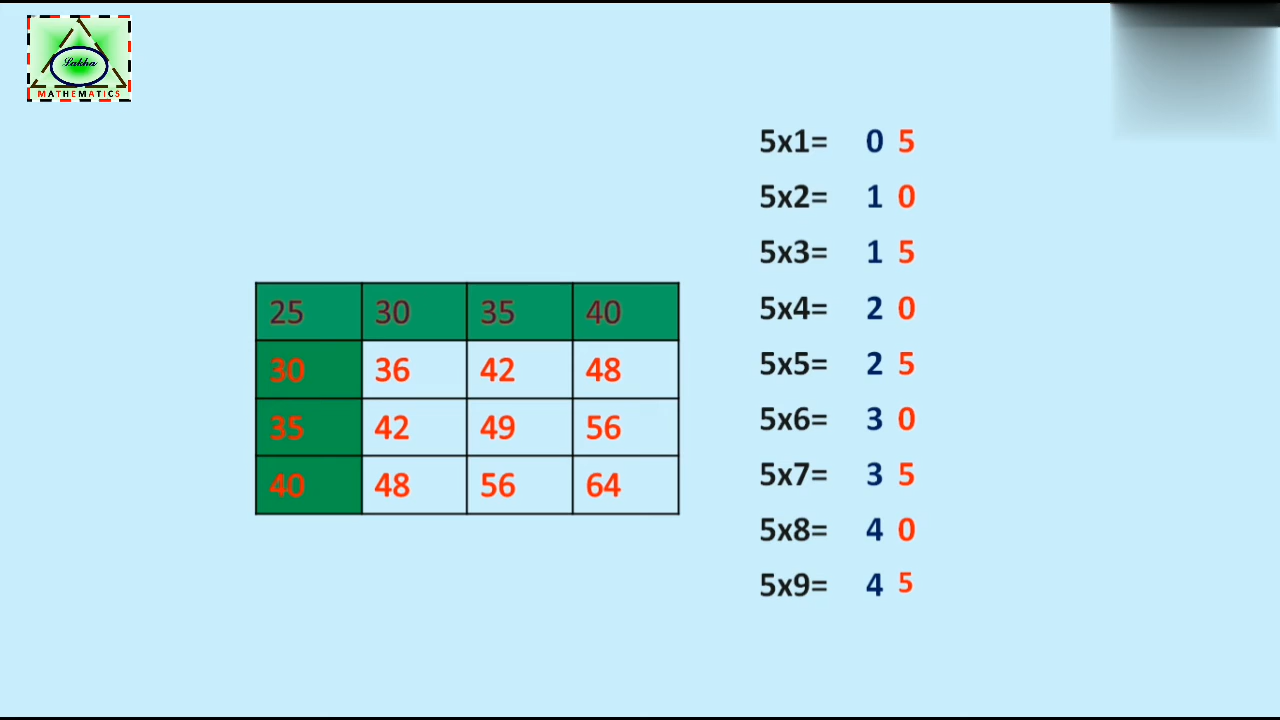 Lakha
MATHEMATICS
25 30 35 40
30 36 42 48
35 42 49 56
40 48 56 64
5x1= 0 5
5x2= 1 0
5x3= 1 5
5x4= 2 0
5x5= 2 5
5x6= 3 0
5x7= 3 5
5x8= 4 0
5x9= 4 5